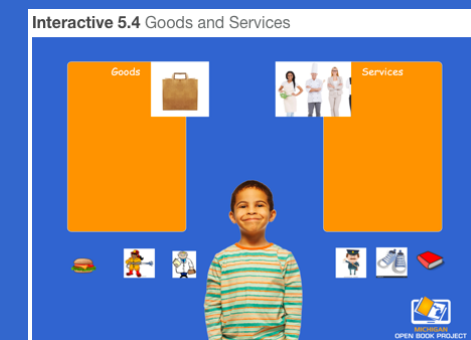 Interactive 5.4 Goods and Services
Goods
Services
MICHIGAN
OPEN BOOK PROJECT